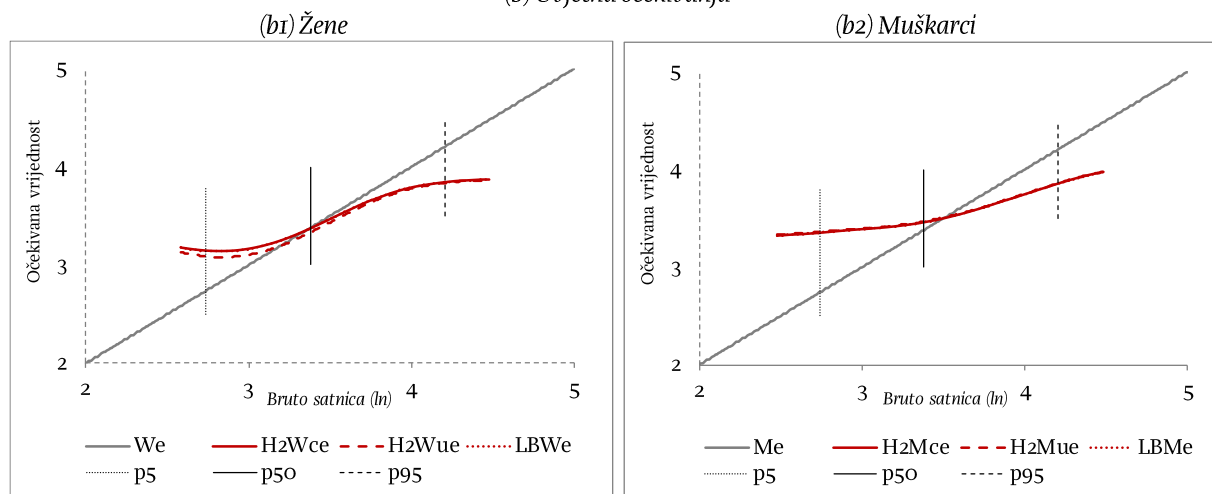 (b1) Žene
(b2) Muškarci
Očekivana vrijednost
5
4
3
2
2
3
4
5
Bruto satnica (ln)
We
H2Wce
H2Wue
LBWe
p5
p50
p95
Očekivana vrijednost
5
4
3
2
2
3
4
5
Bruto satnica (ln)
Me
H2Mce
H2Mue
LBMe
p5
p50
p95